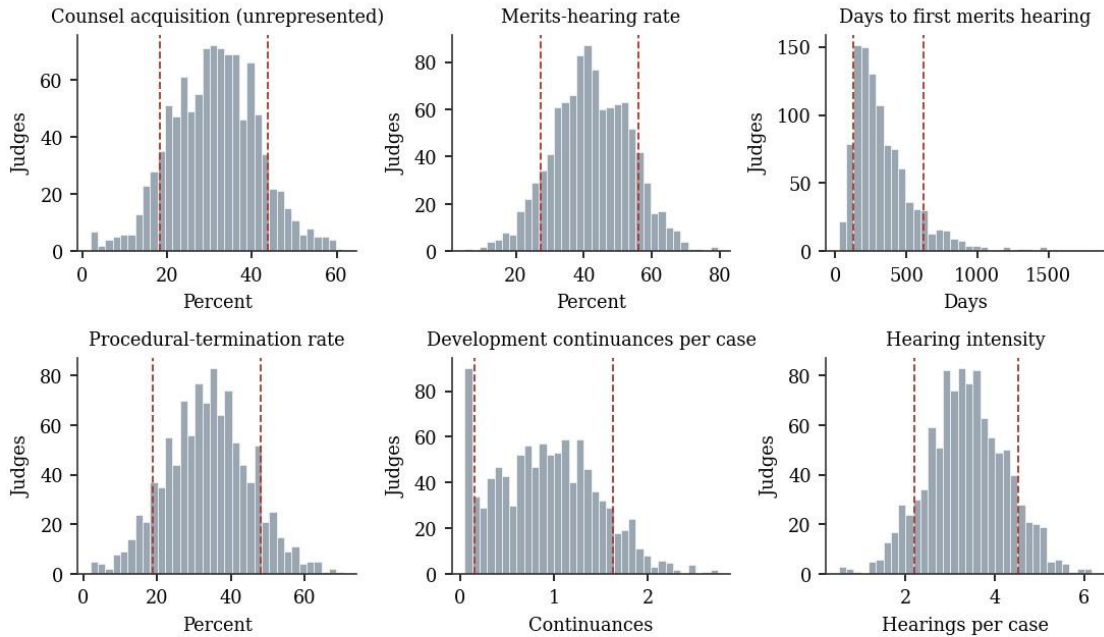 Counsel acquisition (unrepresented)
Judges
60
40
20
0
0 20 40 60
Percent
Merits-hearing rate
Judges
80
60
40
20
0
20 40 60 80
Percent
Days to first merits hearing
Judges
150
100
50
0
0 500 1000 1500
Days
Procedural-termination rate
Judges
80
60
40
20
0
20 40 60
Percent
Development continuances per case
Judges
80
60
40
20
0
0 1 2
Continuances
Hearing intensity
Judges
80
60
40
20
0
2 4 6
Hearings per case